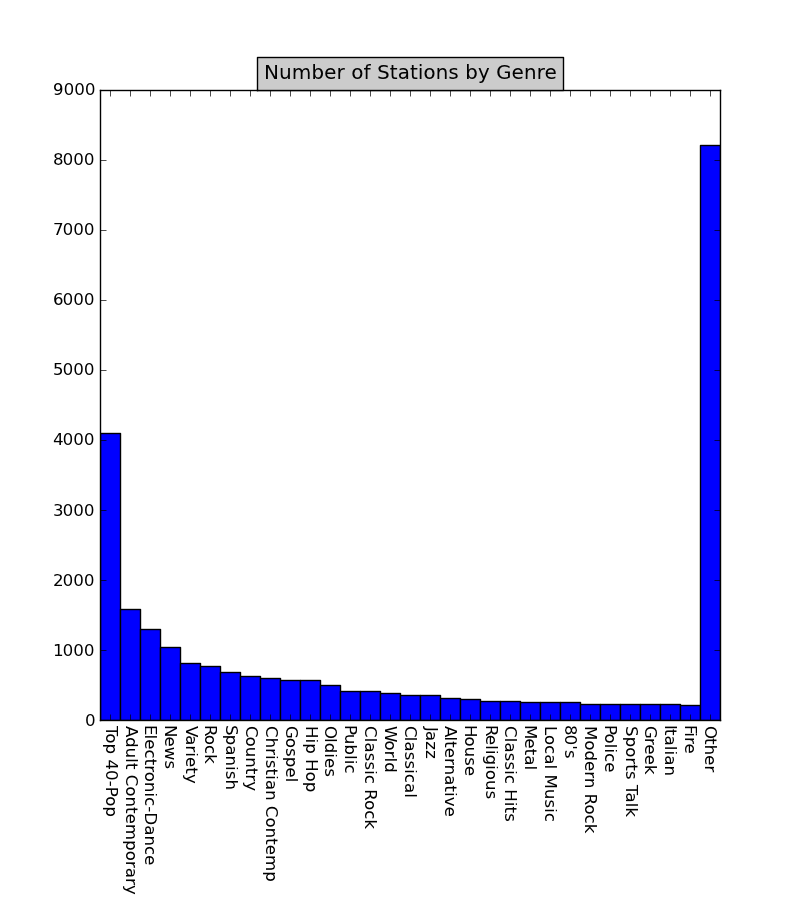 Number of Stations by Genre
9000
8000
7000
6000
5000
4000
3000
2000
1000
0
Top 40-Pop
Adult Contemporary
Electronic-Dance
News
Variety
Rock
Spanish
Country
Christian Contemp
Gospel
Hip Hop
Oldies
Public
Classic Rock
World
Classical
Jazz
Alternative
House
Religious
Classic Hits
Metal
Local Music
80's
Modern Rock
Police
Sports Talk
Greek
Italian
Fire
Other